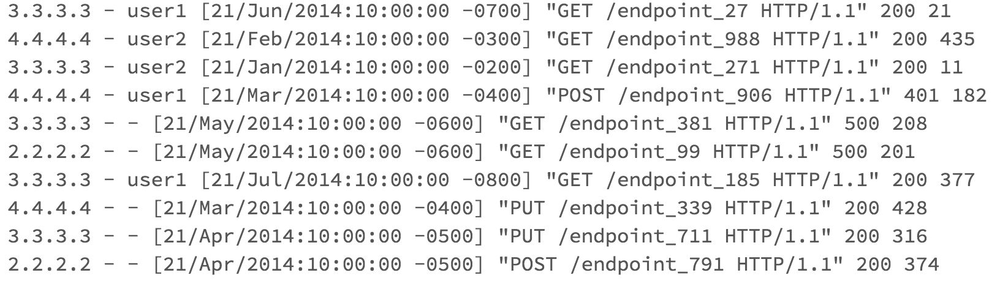 3.3.3.3 - user1 [21/Jun/2014:10:00:00 -0700] "GET /endpoint_27 HTTP/1.1" 200 21
4.4.4.4 - user2 [21/Feb/2014:10:00:00 -0300] "GET /endpoint_988 HTTP/1.1" 200 435
3.3.3.3 - user2 [21/Jan/2014:10:00:00 -0200] "GET /endpoint_271 HTTP/1.1" 200 11
4.4.4.4 - user1 [21/Mar/2014:10:00:00 -0400] "POST /endpoint_906 HTTP/1.1" 401 182
3.3.3.3 - - [21/May/2014:10:00:00 -0600] "GET /endpoint_381 HTTP/1.1" 500 208
2.2.2.2 - - [21/May/2014:10:00:00 -0600] "GET /endpoint_99 HTTP/1.1" 500 201
3.3.3.3 - user1 [21/Jul/2014:10:00:00 -0800] "GET /endpoint_185 HTTP/1.1" 200 377
4.4.4.4 - - [21/Mar/2014:10:00:00 -0400] "PUT /endpoint_339 HTTP/1.1" 200 428
3.3.3.3 - - [21/Apr/2014:10:00:00 -0500] "PUT /endpoint_711 HTTP/1.1" 200 316
2.2.2.2 - - [21/Apr/2014:10:00:00 -0500] "POST /endpoint_791 HTTP/1.1" 200 374